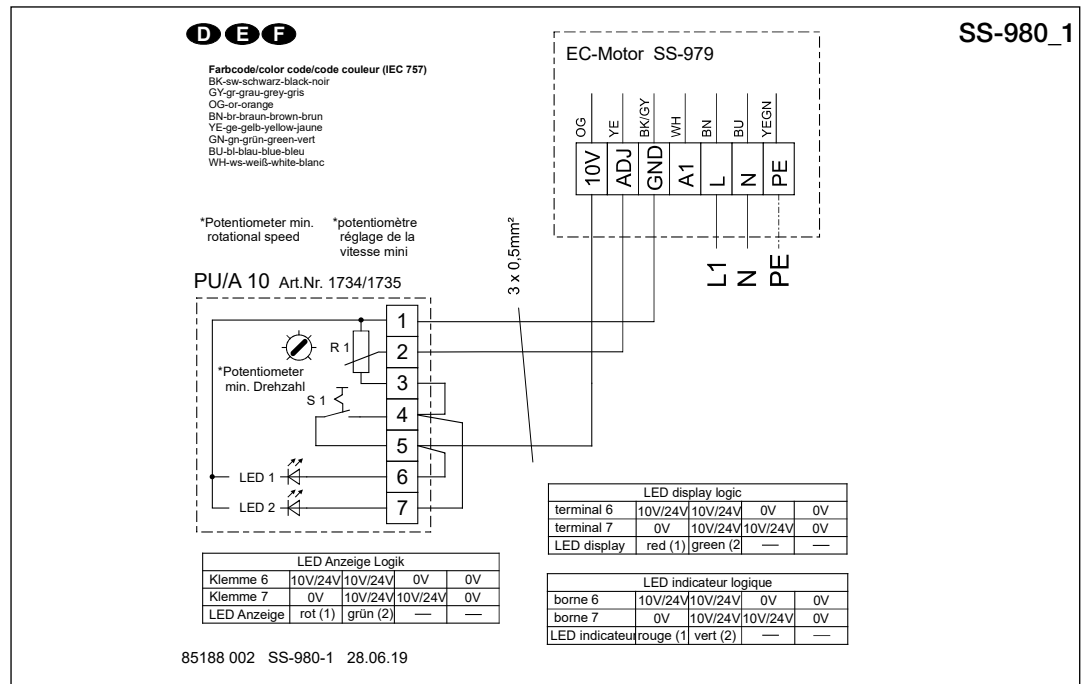 D E F
SS-980_1
Farbcode/color code/code couleur (IEC 757)
BK-sw-schwarz-black-noir
GY-gr-grau-grey-gris
OG-or-orange
BN-br-braun-brown-brun
YE-ge-gelb-yellow-jaune
GN-gn-grün-green-vert
BU-bl-blau-blue-bleu
WH-ws-weiß-white-blanc
EC-Motor SS-979
OG YE BK/GY WH BN BU YEGN
10V ADJ GND A1 L N PE
L1 N PE
*Potentiometer min.
rotational speed
*potentiomètre
réglage de la
vitesse mini
3 x 0,5mm²
PU/A 10 Art.Nr. 1734/1735
1
R 1
2
*Potentiometer
min. Drehzahl
3
S 1
4
5
LED 1
6
LED 2
7
LED display logic
terminal 6 10V/24V 10V/24V 0V 0V
terminal 7 0V 10V/24V 10V/24V 0V
LED display red (1) green (2 — —
LED Anzeige Logik
Klemme 6 10V/24V 10V/24V 0V 0V
Klemme 7 0V 10V/24V 10V/24V 0V
LED Anzeige rot (1) grün (2) — —
LED indicateur logique
borne 6 10V/24V 10V/24V 0V 0V
borne 7 0V 10V/24V 10V/24V 0V
LED indicateur rouge (1 vert (2) — —
85188 002 SS-980-1 28.06.19